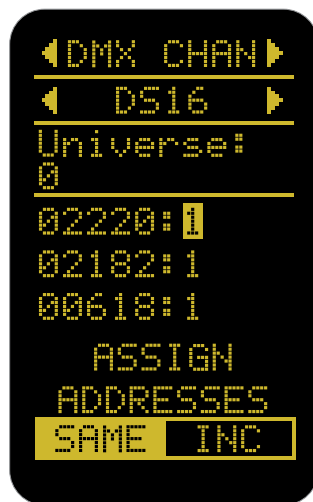 DMX CHAN
DS16
Universe:
0
02220:1
02182:1
00618:1
ASSIGN
ADDRESSES
SAME INC